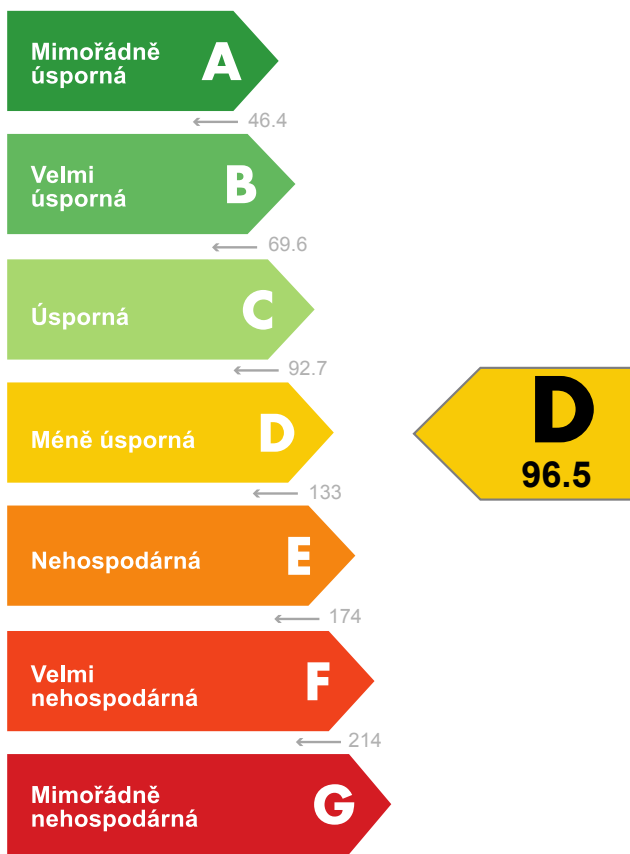 Mimořádně
úsporná
A
← 46.4
Velmi
úsporná
B
← 69.6
Úsporná
C
← 92.7
Méně úsporná
D
D
96.5
← 133
Nehospodárná
E
← 174
Velmi
nehospodárná
F
← 214
Mimořádně
nehospodárná
G